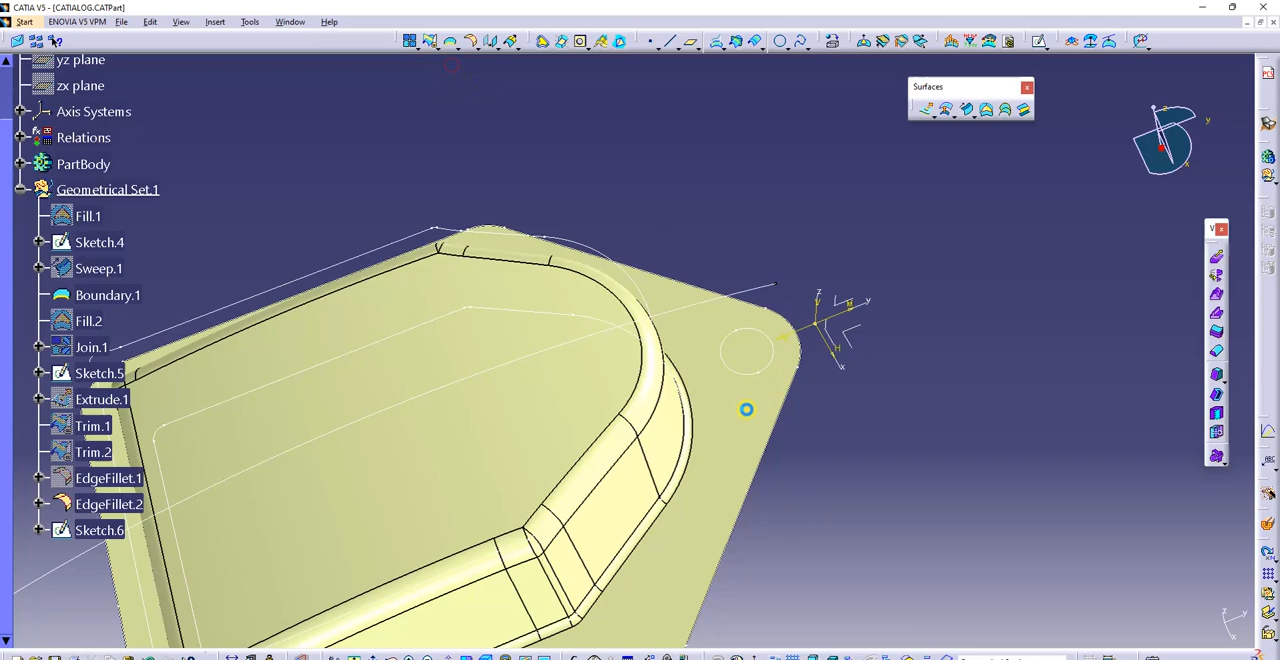 CATIA V5 - [CATIALOG.CATPart]
Start ENOVIA V5 VPM File Edit View Insert Tools Window Help
yz plane
zx plane
Axis Systems
Relations
PartBody
Geometrical Set.1
Fill.1
Sketch.4
Sweep.1
Boundary.1
Fill.2
Join.1
Sketch.5
Extrude.1
Trim.1
Trim.2
EdgeFillet.1
EdgeFillet.2
Sketch.6
Surfaces
z
y
x
z
y
V
H
x
z
y
x